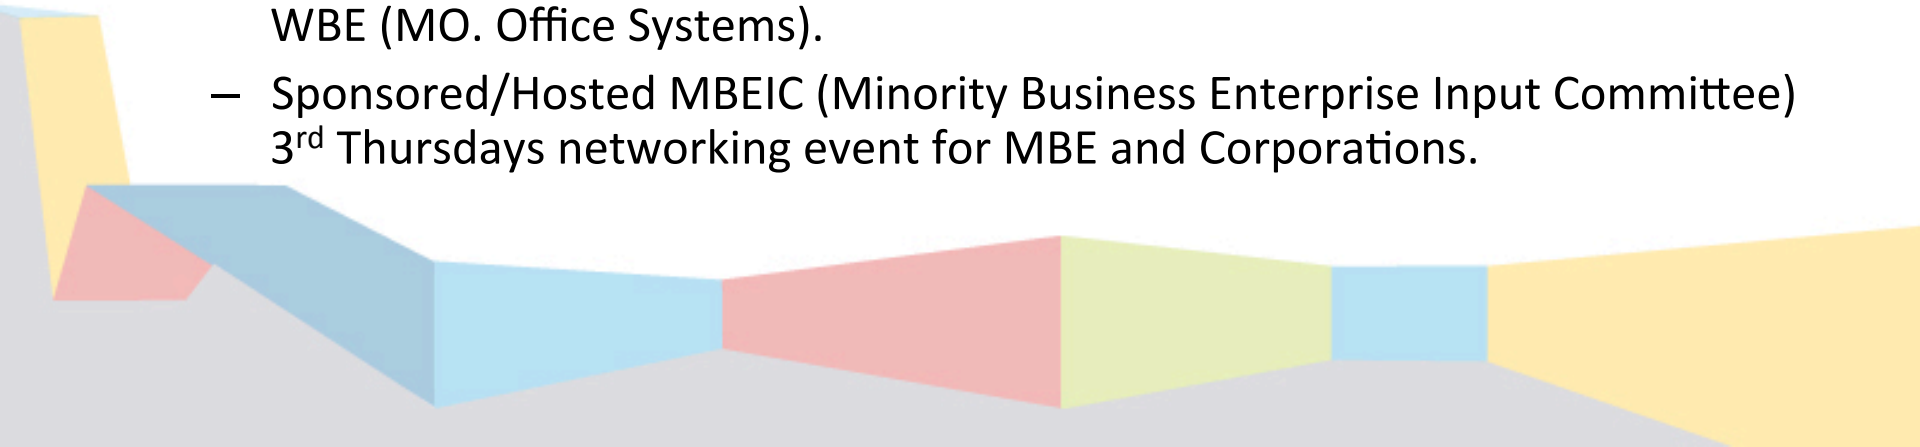 WBE (MO. Office Systems).
– Sponsored/Hosted MBEIC (Minority Business Enterprise Input Committee)
3rd Thursdays networking event for MBE and Corporations.